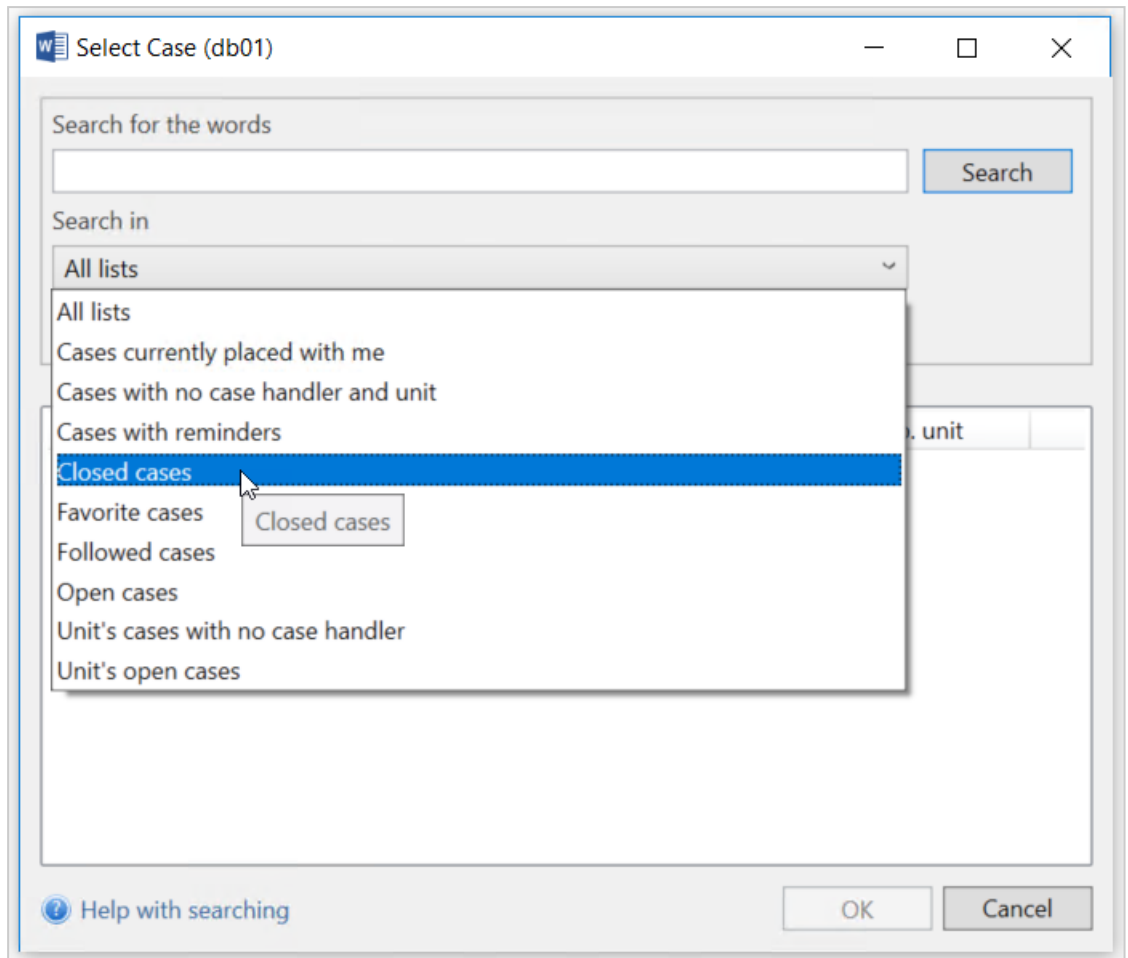 Select Case (db01)
Search for the words
Search
Search in
All lists
All lists
Cases currently placed with me
Cases with no case handler and unit
Cases with reminders
unit
Closed cases
Closed cases
Favorite cases
Followed cases
Open cases
Unit's cases with no case handler
Unit's open cases
Help with searching
OK
Cancel